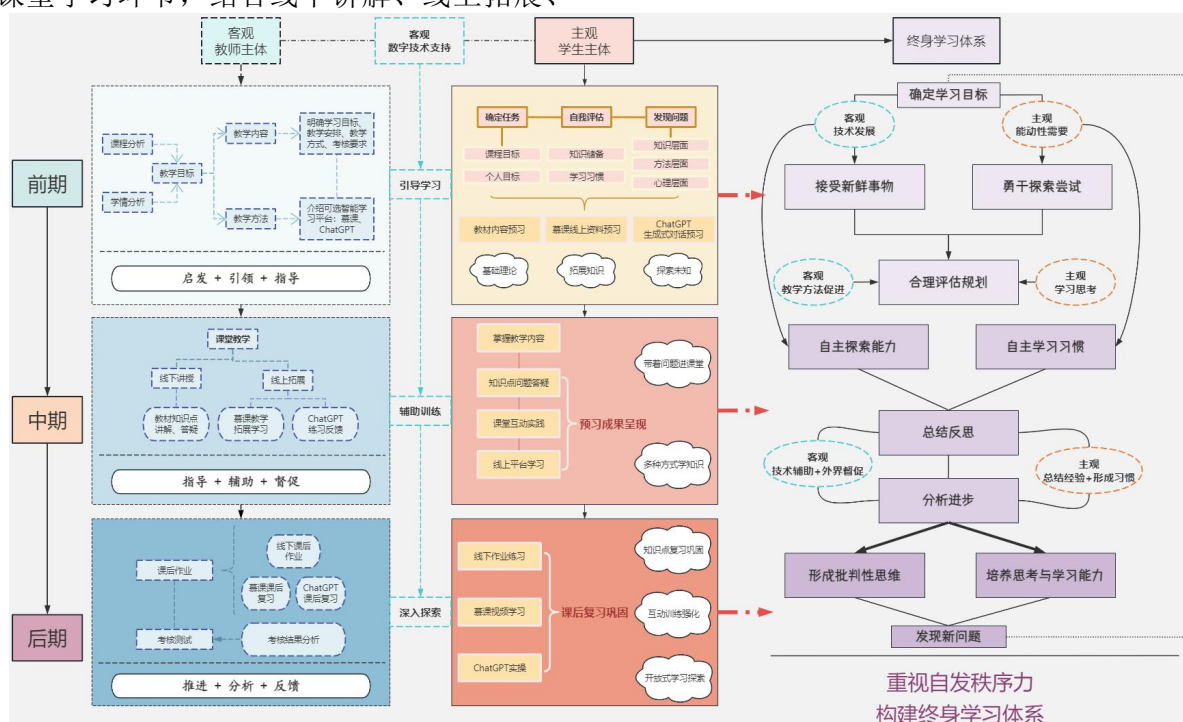 课堂学习环节，结合线下讲解、线上拓展、
客观
教师主体
客观
数字技术支持
主观
学生主体
终身学习体系
前期
中期
后期
课程分析
学情分析
教学目标
教学内容
教学方法
明确学习目标、
教学安排、教学
方式、考核要求
介绍可选智能学
习平台：慕课、
ChatGPT
启发 + 引领 + 指导
引导学习
确定任务
自我评估
发现问题
课程目标
个人目标
知识储备
学习习惯
知识层面
方法层面
心理层面
教材内容预习
慕课线上资料预习
ChatGPT
生成式对话预习
基础理论
拓展知识
探索未知
课堂教学
线下讲授
线上拓展
教材知识点
讲解、答疑
慕课教学
拓展学习
ChatGPT
练习反馈
指导 + 辅助 + 督促
辅助训练
掌握教学内容
知识点问题答疑
课堂互动实践
线上平台学习
预习成果呈现
带着问题进课堂
多种方式学知识
课后作业
线下课后
作业
慕课课后
复习
ChatGPT
课后复习
考核测试
考核结果分析
推进 + 分析 + 反馈
深入探索
线下作业练习
慕课视频学习
ChatGPT实操
课后复习巩固
知识点复习巩固
互动训练强化
开放式学习探索
确定学习目标
客观
技术发展
主观
能动性需要
接受新鲜事物
勇于探索尝试
客观
教学方法促进
合理评估规划
主观
学习思考
自主探索能力
自主学习习惯
总结反思
客观
技术辅助+外界督促
主观
总结经验+形成习惯
分析进步
形成批判性思维
培养思考与学习能力
发现新问题
重视自发秩序力
构建终身学习体系